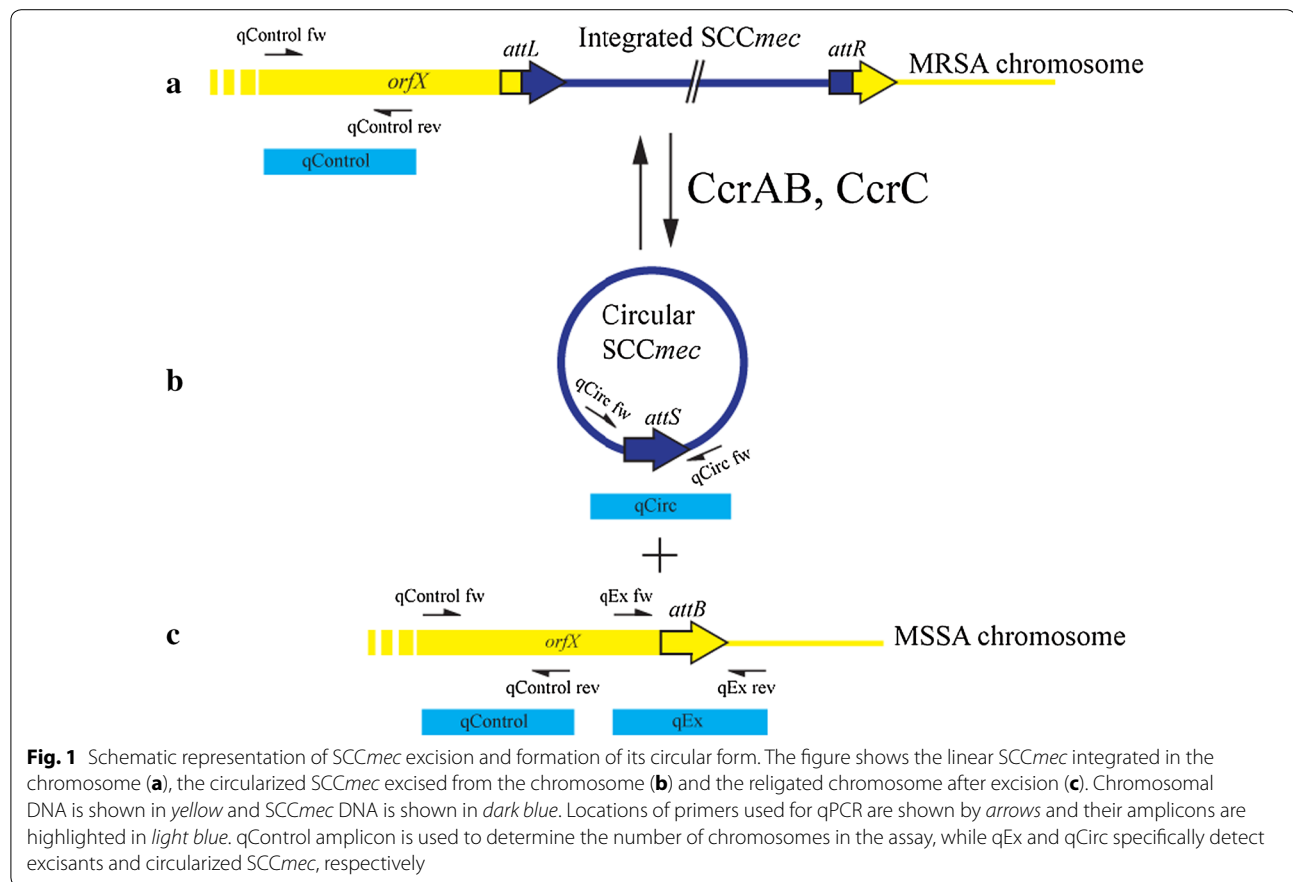 qControl fw
attL
Integrated SCCmec
attR
MRSA chromosome
a
orfX
qControl rev
qControl
CcrAB, CcrC
Circular
SCCmec
b
qCirc fw
attS
qCirc fw
qCirc
+
qControl fw
qEx fw
attB
c
orfX
MSSA chromosome
qControl rev
qEx rev
qControl
qEx
Fig. 1 Schematic representation of SCCmec excision and formation of its circular form. The figure shows the linear SCCmec integrated in the
chromosome (a), the circularized SCCmec excised from the chromosome (b) and the religated chromosome after excision (c). Chromosomal
DNA is shown in yellow and SCCmec DNA is shown in dark blue. Locations of primers used for qPCR are shown by arrows and their amplicons are
highlighted in light blue. qControl amplicon is used to determine the number of chromosomes in the assay, while qEx and qCirc specifically detect
excisants and circularized SCCmec, respectively